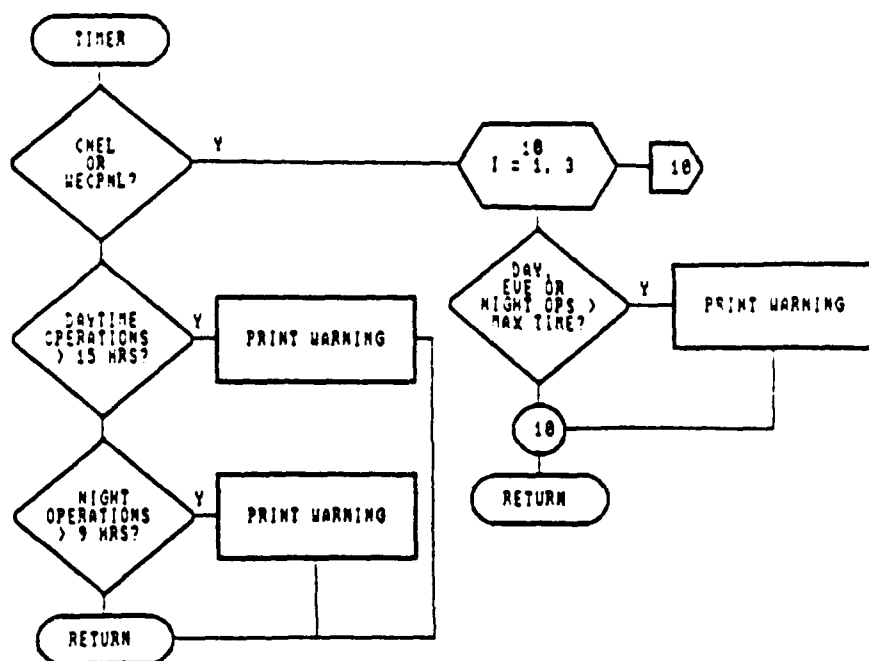 TIMER
CNEL
OR
WECPNL?
Y
10
I = 1, 3
10
DAY,
EVE OR
NIGHT OPS >
MAX TIME?
Y
PRINT WARNING
DAYTIME
OPERATIONS
> 15 HRS?
Y
PRINT WARNING
10
RETURN
NIGHT
OPERATIONS
> 9 HRS?
Y
PRINT WARNING
RETURN